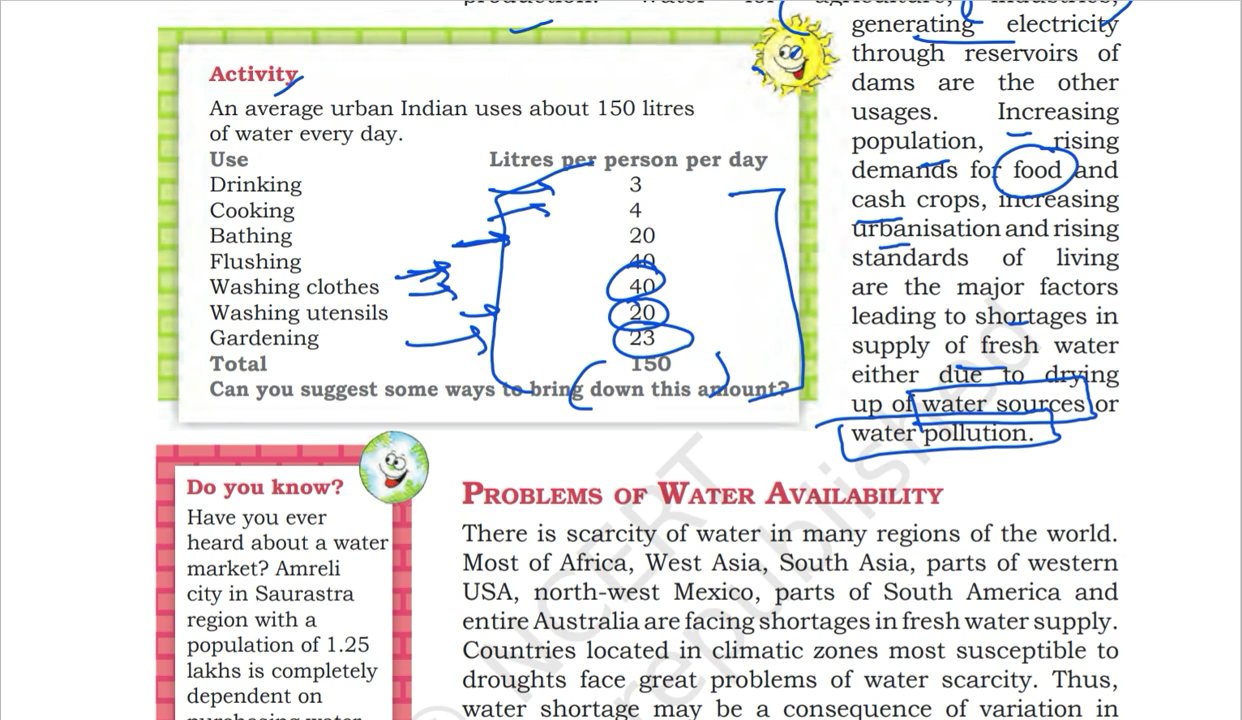 generating electricity
through reservoirs of
dams are the other
usages. Increasing
population, rising
demands for food and
cash crops, increasing
urbanisation and rising
standards of living
are the major factors
leading to shortages in
supply of fresh water
either due to drying
up of water sources or
water pollution.
Activity
An average urban Indian uses about 150 litres
of water every day.
Use Litres per person per day
Drinking 3
Cooking 4
Bathing 20
Flushing 40
Washing clothes 40
Washing utensils 20
Gardening 23
Total 150
Can you suggest some ways to bring down this amount?
Do you know?
Have you ever
heard about a water
market? Amreli
city in Saurastra
region with a
population of 1.25
lakhs is completely
dependent on
PROBLEMS OF WATER AVAILABILITY
There is scarcity of water in many regions of the world.
Most of Africa, West Asia, South Asia, parts of western
USA, north-west Mexico, parts of South America and
entire Australia are facing shortages in fresh water supply.
Countries located in climatic zones most susceptible to
droughts face great problems of water scarcity. Thus,
water shortage may be a consequence of variation in
© NCERT
republished